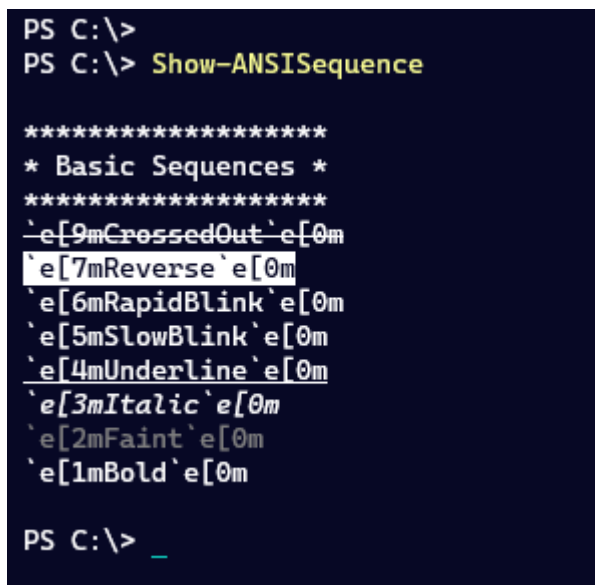 PS C:\>
PS C:\> Show-ANSISequence
********************
* Basic Sequences *
********************
`e[9mCrossedOut`e[0m
`e[7mReverse`e[0m
`e[6mRapidBlink`e[0m
`e[5mSlowBlink`e[0m
`e[4mUnderline`e[0m
`e[3mItalic`e[0m
`e[2mFaint`e[0m
`e[1mBold`e[0m
PS C:\> _